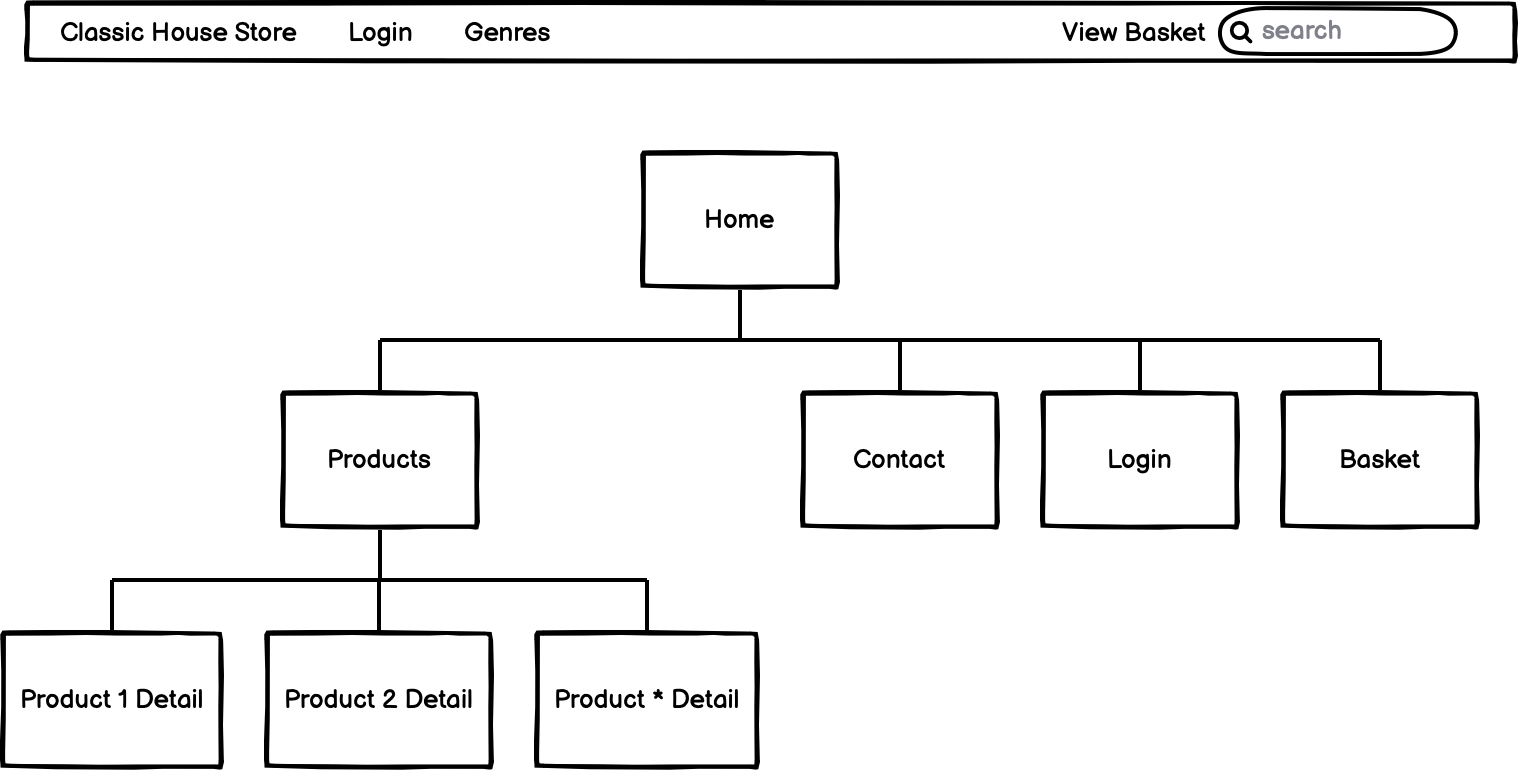 Classic House Store Login Genres View Basket search
Home
Products Contact Login Basket
Product 1 Detail Product 2 Detail Product * Detail